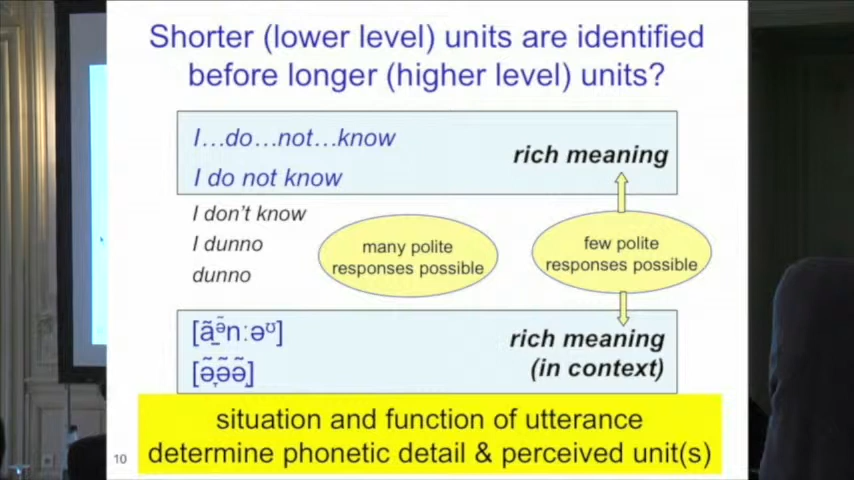 Shorter (lower level) units are identified
before longer (higher level) units?
I…do…not…know
I do not know
rich meaning
I don't know
I dunno
dunno
many polite
responses possible
few polite
responses possible
[ã̠ᵊ̃nːəᶷ]
[ə̞̃ə̃ə̃]
rich meaning
(in context)
situation and function of utterance
determine phonetic detail & perceived unit(s)
10